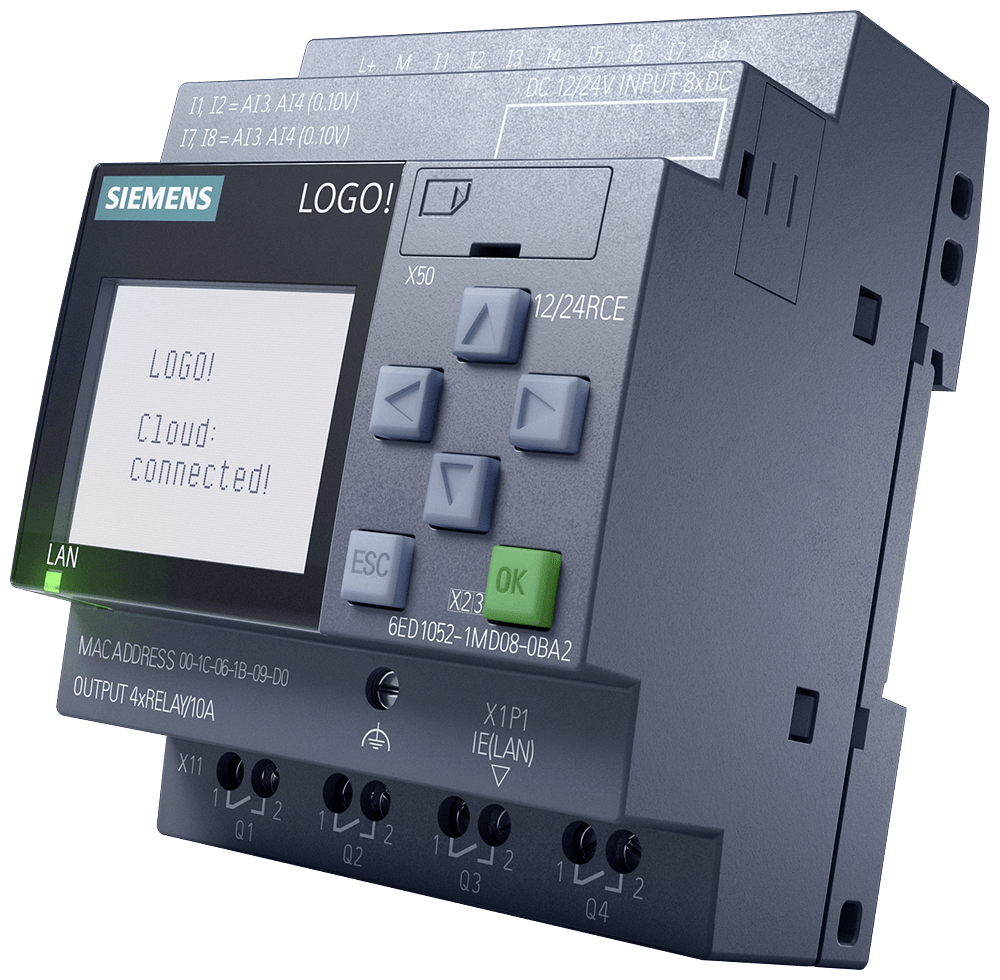 L+ M I1 I2 I3 I4 I5 I6 I7 I8
DC 12/24V INPUT 8xDC
I1, I2 = AI3. AI4 (0.10V)
I7, I8 = AI3. AI4 (0.10V)
SIEMENS
LOGO!
X50
12/24RCE
LOGO!
Cloud:
connected!
LAN
ESC
OK
X23
6ED1052-1MD08-0BA2
MAC ADDRESS 00-1C-06-1B-09-D0
OUTPUT 4xRELAY/10A
X1P1
IE(LAN)
X11
1 2 1 2 1 2 1 2
Q1 Q2 Q3 Q4